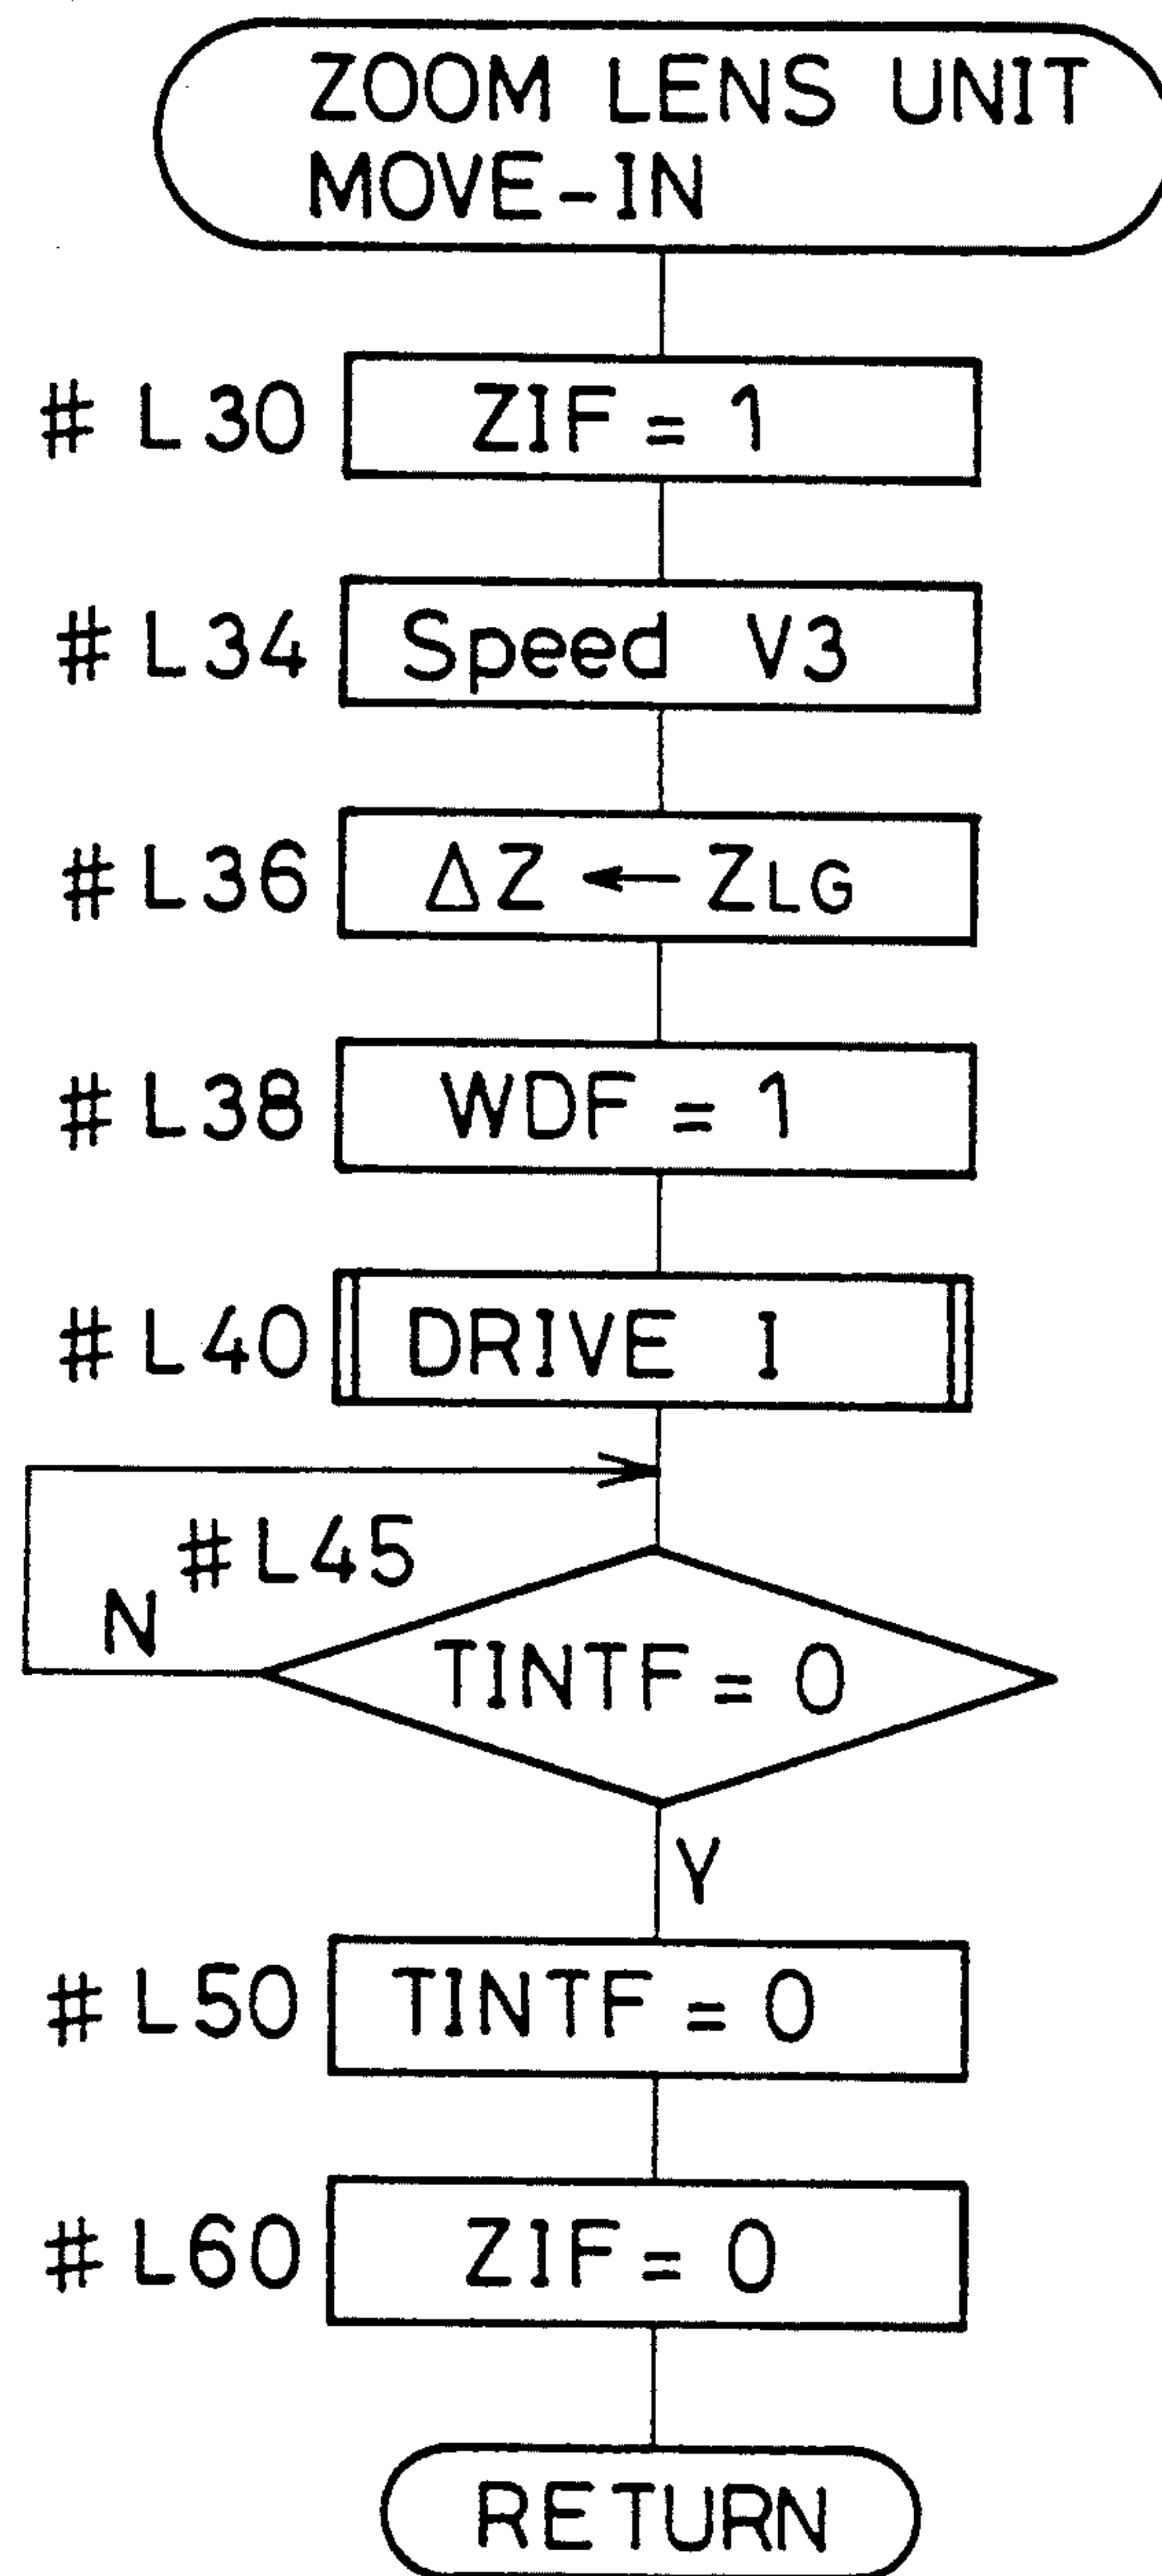 ZOOM LENS UNIT
MOVE-IN
#L30 ZIF = 1
#L34 Speed V3
#L36 ΔZ ← ZLG
#L38 WDF = 1
#L40 DRIVE I
#L45
N
TINTF = 0
Y
#L50 TINTF = 0
#L60 ZIF = 0
RETURN